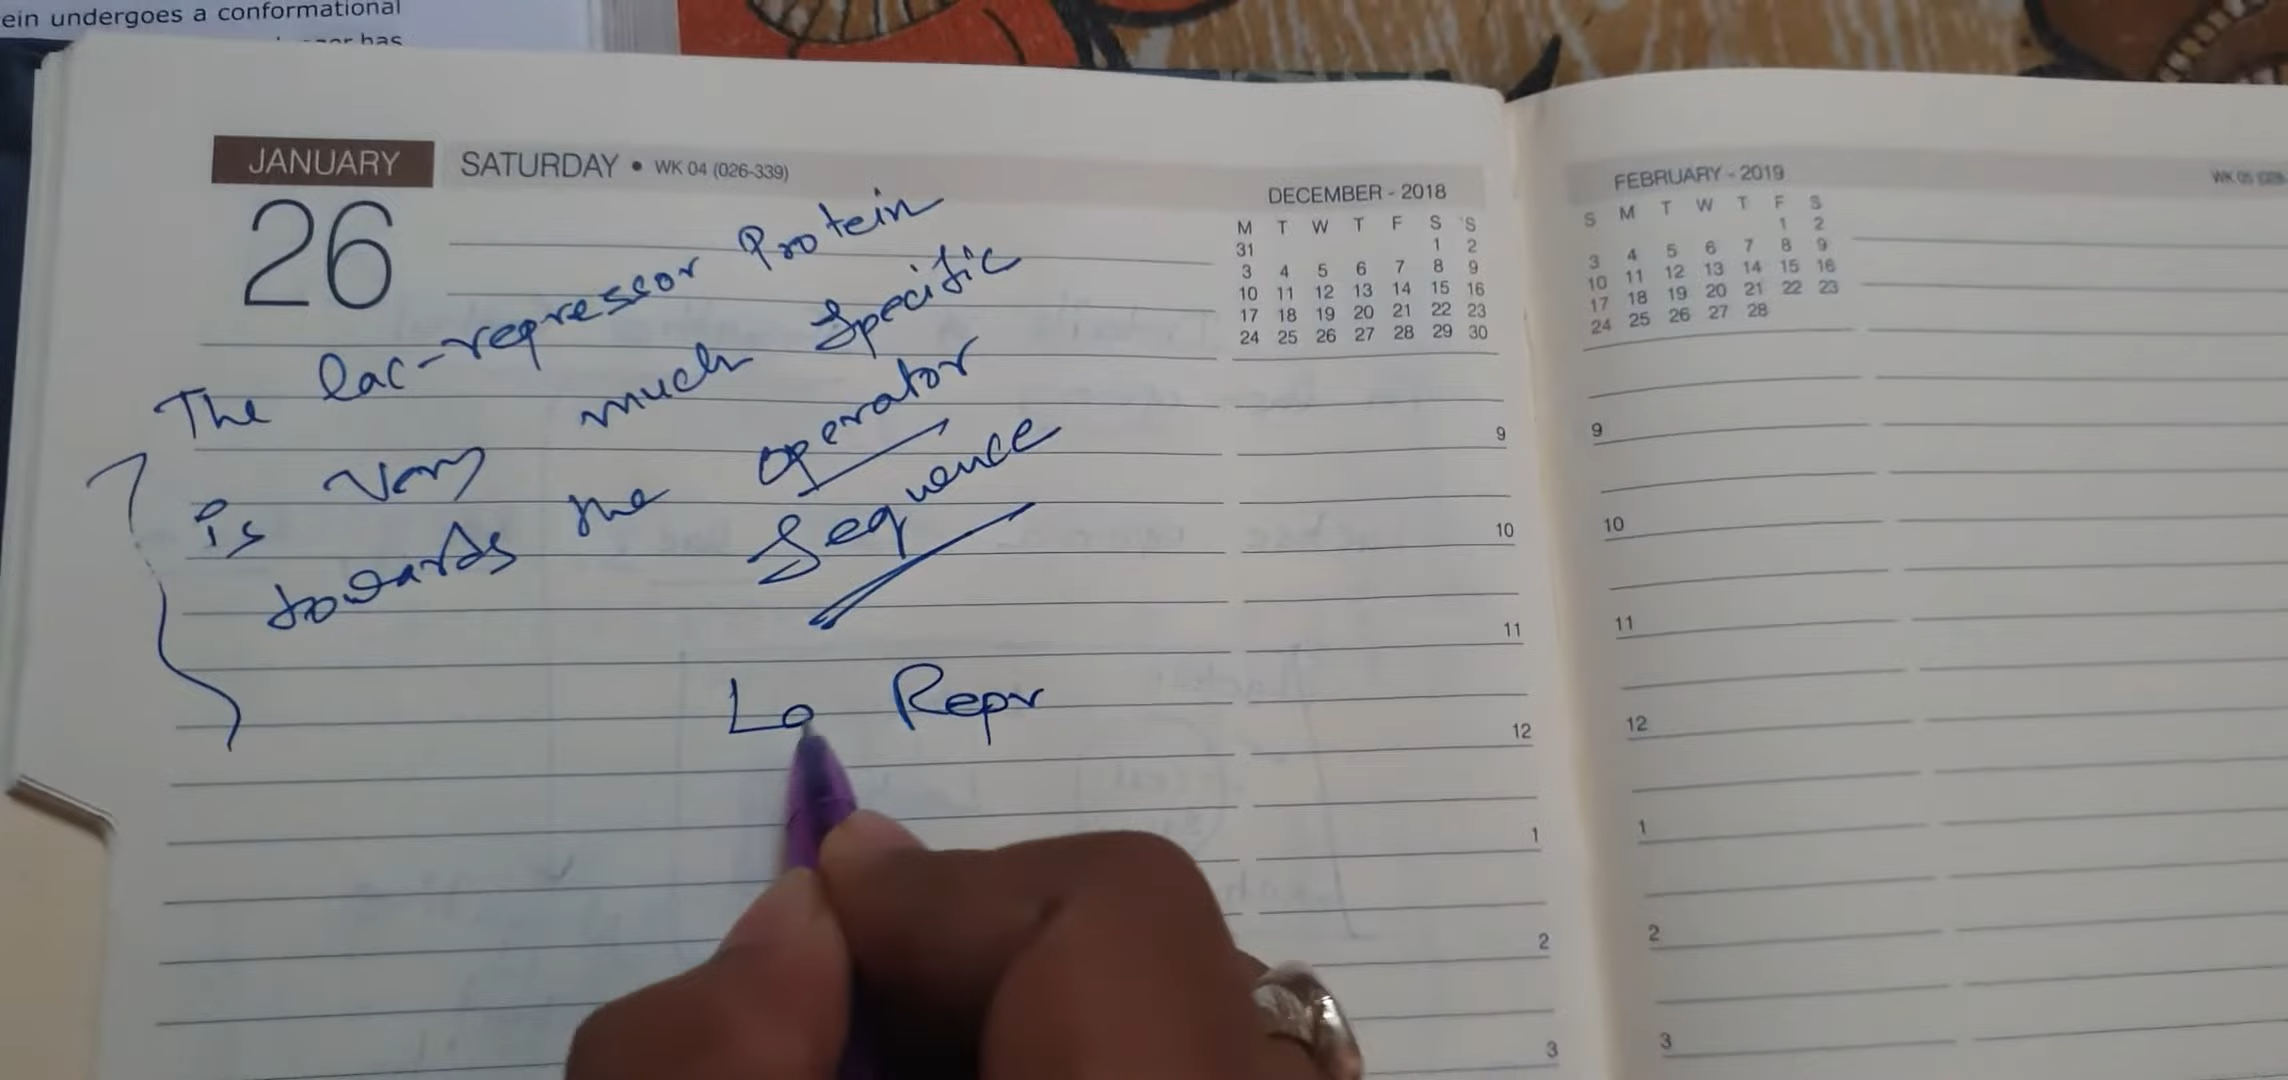 ein undergoes a conformational
has
JANUARY SATURDAY • WK 04 (026-339)
26
The lac-repressor Protein
is very much Specific
towards the operator
Sequence
La Repr
DECEMBER - 2018
M T W T F S S
31 1 2
3 4 5 6 7 8 9
10 11 12 13 14 15 16
17 18 19 20 21 22 23
24 25 26 27 28 29 30
9
10
11
12
1
2
3
FEBRUARY - 2019
S M T W T F S
1 2
3 4 5 6 7 8 9
10 11 12 13 14 15 16
17 18 19 20 21 22 23
24 25 26 27 28
9
10
11
12
1
2
3